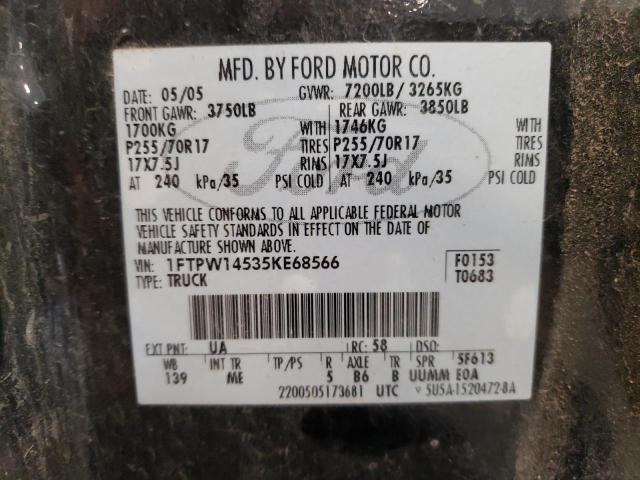 MFD. BY FORD MOTOR CO.
DATE: 05/05 GVWR: 7200LB/ 3265KG
FRONT GAWR: 3750LB REAR GAWR: 3850LB
1700KG WITH 1746KG WITH
P255/70R17 TIRES P255/70R17 TIRES
17X7.5J RIMS 17X7.5J RIMS
AT 240 kPa/35 PSI COLD AT 240 kPa/35 PSI COLD
THIS VEHICLE CONFORMS TO ALL APPLICABLE FEDERAL MOTOR
VEHICLE SAFETY STANDARDS IN EFFECT ON THE DATE OF
MANUFACTURE SHOWN ABOVE.
VIN: 1FTPW14535KE68566 F0153
TYPE: TRUCK T0683
EXT PNT: UA RC: 58 DSO:
WB INT TR TP/PS R AXLE TR SPR 5F613
139 ME 5 B6 B UUMM E0A
2200505173681 UTC 5U5A-1520472-8A
Ford